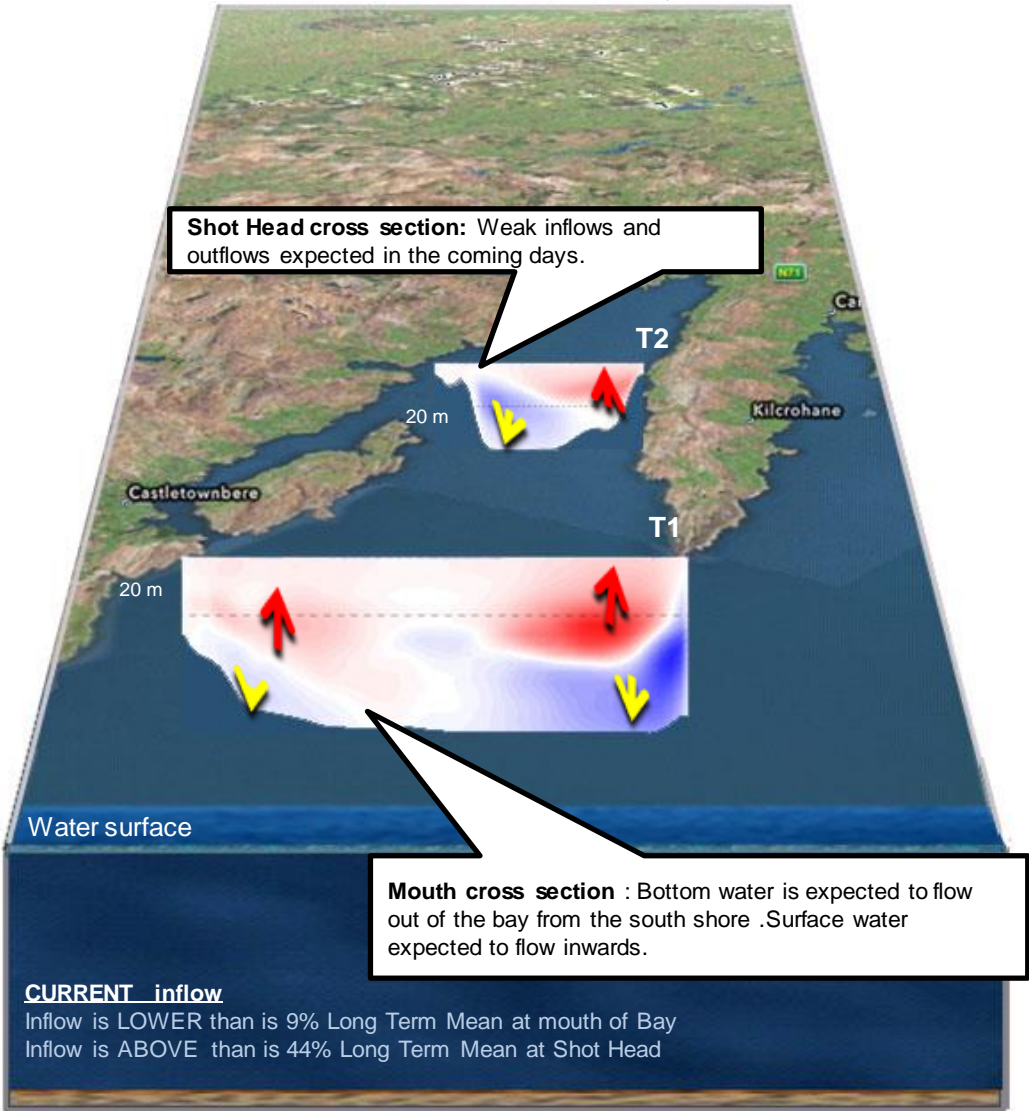 Shot Head cross section: Weak inflows and
outflows expected in the coming days.
N71
T2
20 m
Kilcrohane
Castletownbere
T1
20 m
Water surface
Mouth cross section : Bottom water is expected to flow
out of the bay from the south shore .Surface water
expected to flow inwards.
CURRENT inflow
Inflow is LOWER than is 9% Long Term Mean at mouth of Bay
Inflow is ABOVE than is 44% Long Term Mean at Shot Head